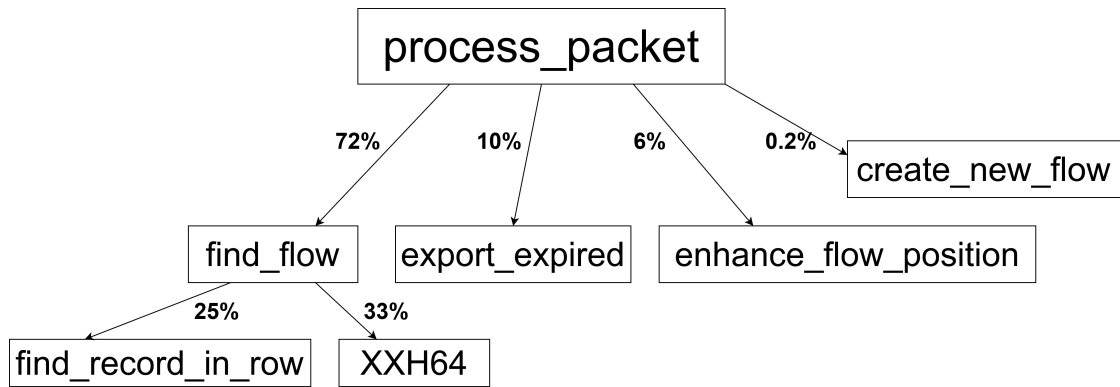 process_packet
72%
10%
6%
0.2%
create_new_flow
find_flow
export_expired
enhance_flow_position
25%
33%
find_record_in_row
XXH64